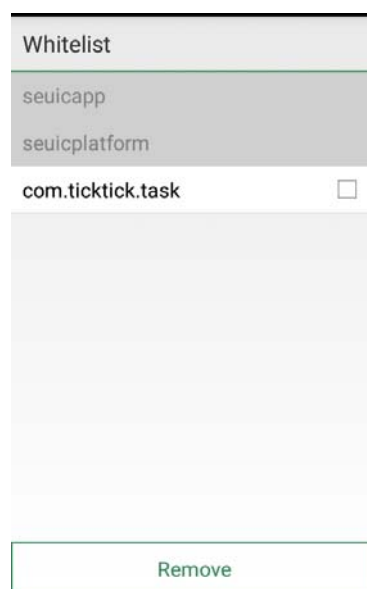 Whitelist
seuicapp
seuicplatform
com.ticktick.task
Remove